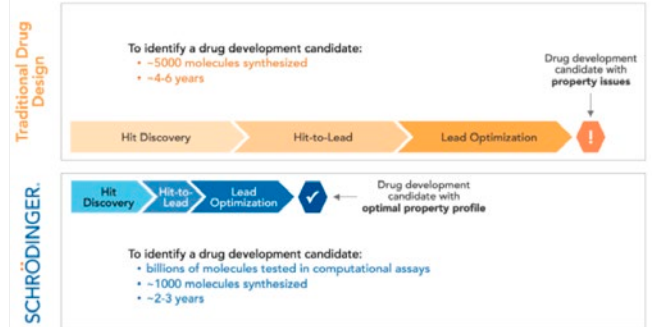 Traditional Drug
Design
To identify a drug development candidate:
• ~5000 molecules synthesized
• ~4-6 years
Drug development
candidate with
property issues
Hit Discovery
Hit-to-Lead
Lead Optimization
!
SCHRÖDINGER.
Hit
Discovery
Hit-to-
Lead
Lead
Optimization
Drug development
candidate with
optimal property profile
To identify a drug development candidate:
• billions of molecules tested in computational assays
• ~1000 molecules synthesized
• ~2-3 years